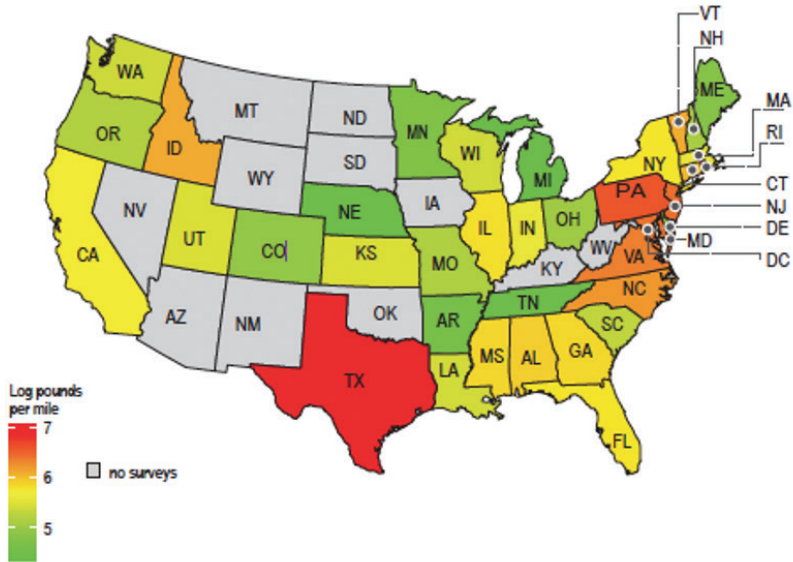 VT
NH
WA
ME
MT
ND
MA
OR
MN
ID
WI
RI
SD
NY
WY
MI
CT
PA
IA
NE
NJ
NV
OH
IL
IN
DE
UT
CO
WV
MD
CA
KS
MO
VA
DC
KY
NC
TN
OK
AZ
NM
AR
SC
MS
AL
GA
LA
TX
FL
Log pounds
per mile
7
no surveys
6
5